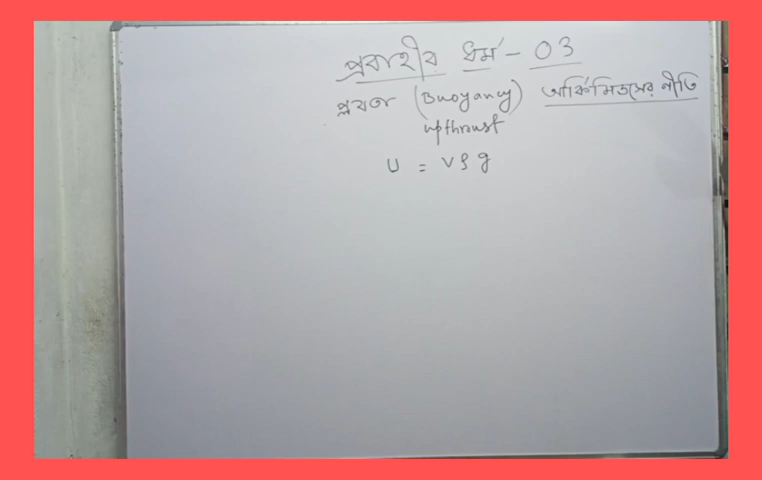 প্রবাহীর ধর্ম - 03
প্লবতা (Buoyancy) আর্কিমিডিসের নীতি
upthrust
U = vρg